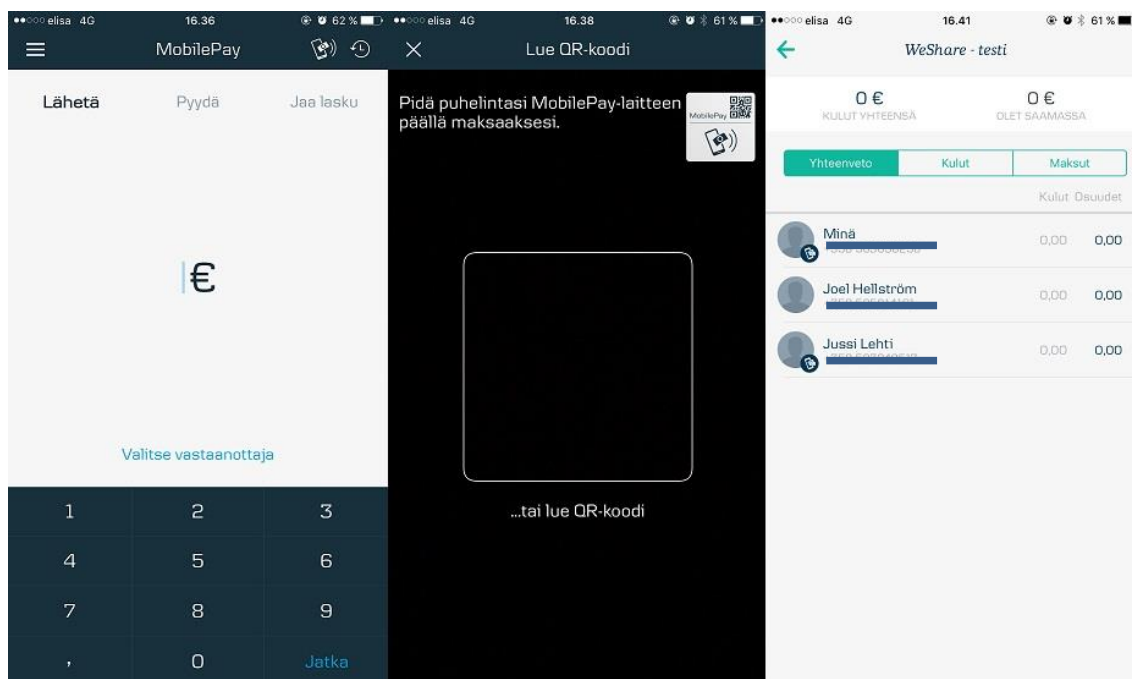 elisa 4G 16.36 62 %
MobilePay
Lähetä Pyydä Jaa lasku
€
Valitse vastaanottaja
1 2 3
4 5 6
7 8 9
, 0 Jatka
elisa 4G 16.38 61 %
Lue QR-koodi
Pidä puhelintasi MobilePay-laitteen
päällä maksaaksesi.
MobilePay
...tai lue QR-koodi
elisa 4G 16.41 61 %
WeShare - testi
0 € 0 €
KULUT YHTEENSÄ OLET SAAMASSA
Yhteenveto Kulut Maksut
Kulut Osuudet
Minä 0,00 0,00
Joel Hellström 0,00 0,00
Jussi Lehti 0,00 0,00